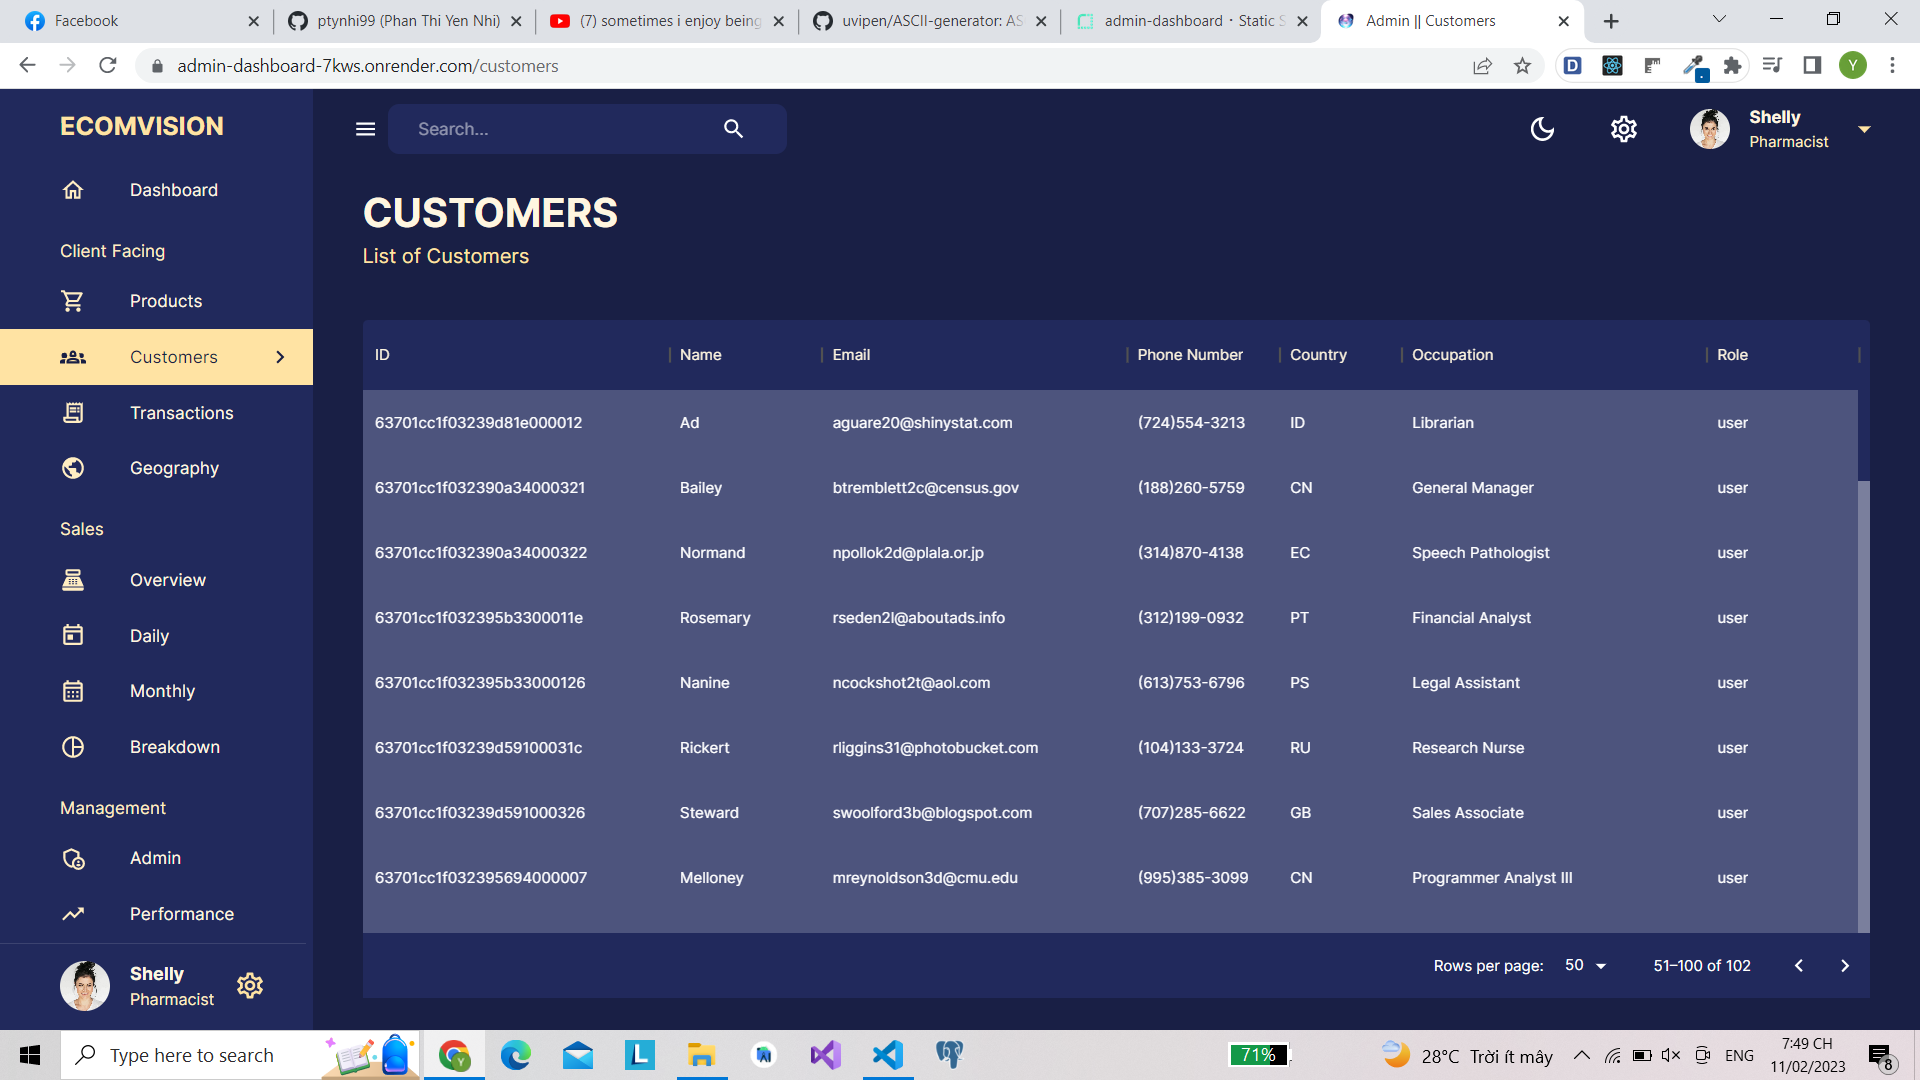 Facebook
ptynhi99 (Phan Thi Yen Nhi)
(7) sometimes i enjoy being
uvipen/ASCII-generator: AS
admin-dashboard · Static S
Admin || Customers
admin-dashboard-7kws.onrender.com/customers
Y
ECOMVISION
Search...
Shelly
Pharmacist
Dashboard
Client Facing
Products
Customers
Transactions
Geography
Sales
Overview
Daily
Monthly
Breakdown
Management
Admin
Performance
Shelly
Pharmacist
CUSTOMERS
List of Customers
ID Name Email Phone Number Country Occupation Role
63701cc1f03239d81e000012 Ad aguare20@shinystat.com (724)554-3213 ID Librarian user
63701cc1f032390a34000321 Bailey btremblett2c@census.gov (188)260-5759 CN General Manager user
63701cc1f032390a34000322 Normand npollok2d@plala.or.jp (314)870-4138 EC Speech Pathologist user
63701cc1f032395b3300011e Rosemary rseden2l@aboutads.info (312)199-0932 PT Financial Analyst user
63701cc1f032395b33000126 Nanine ncockshot2t@aol.com (613)753-6796 PS Legal Assistant user
63701cc1f03239d59100031c Rickert rliggins31@photobucket.com (104)133-3724 RU Research Nurse user
63701cc1f03239d591000326 Steward swoolford3b@blogspot.com (707)285-6622 GB Sales Associate user
63701cc1f032395694000007 Melloney mreynoldson3d@cmu.edu (995)385-3099 CN Programmer Analyst III user
Rows per page: 50 51–100 of 102
Type here to search
71%
28°C Trời ít mây
ENG
7:49 CH
11/02/2023
8